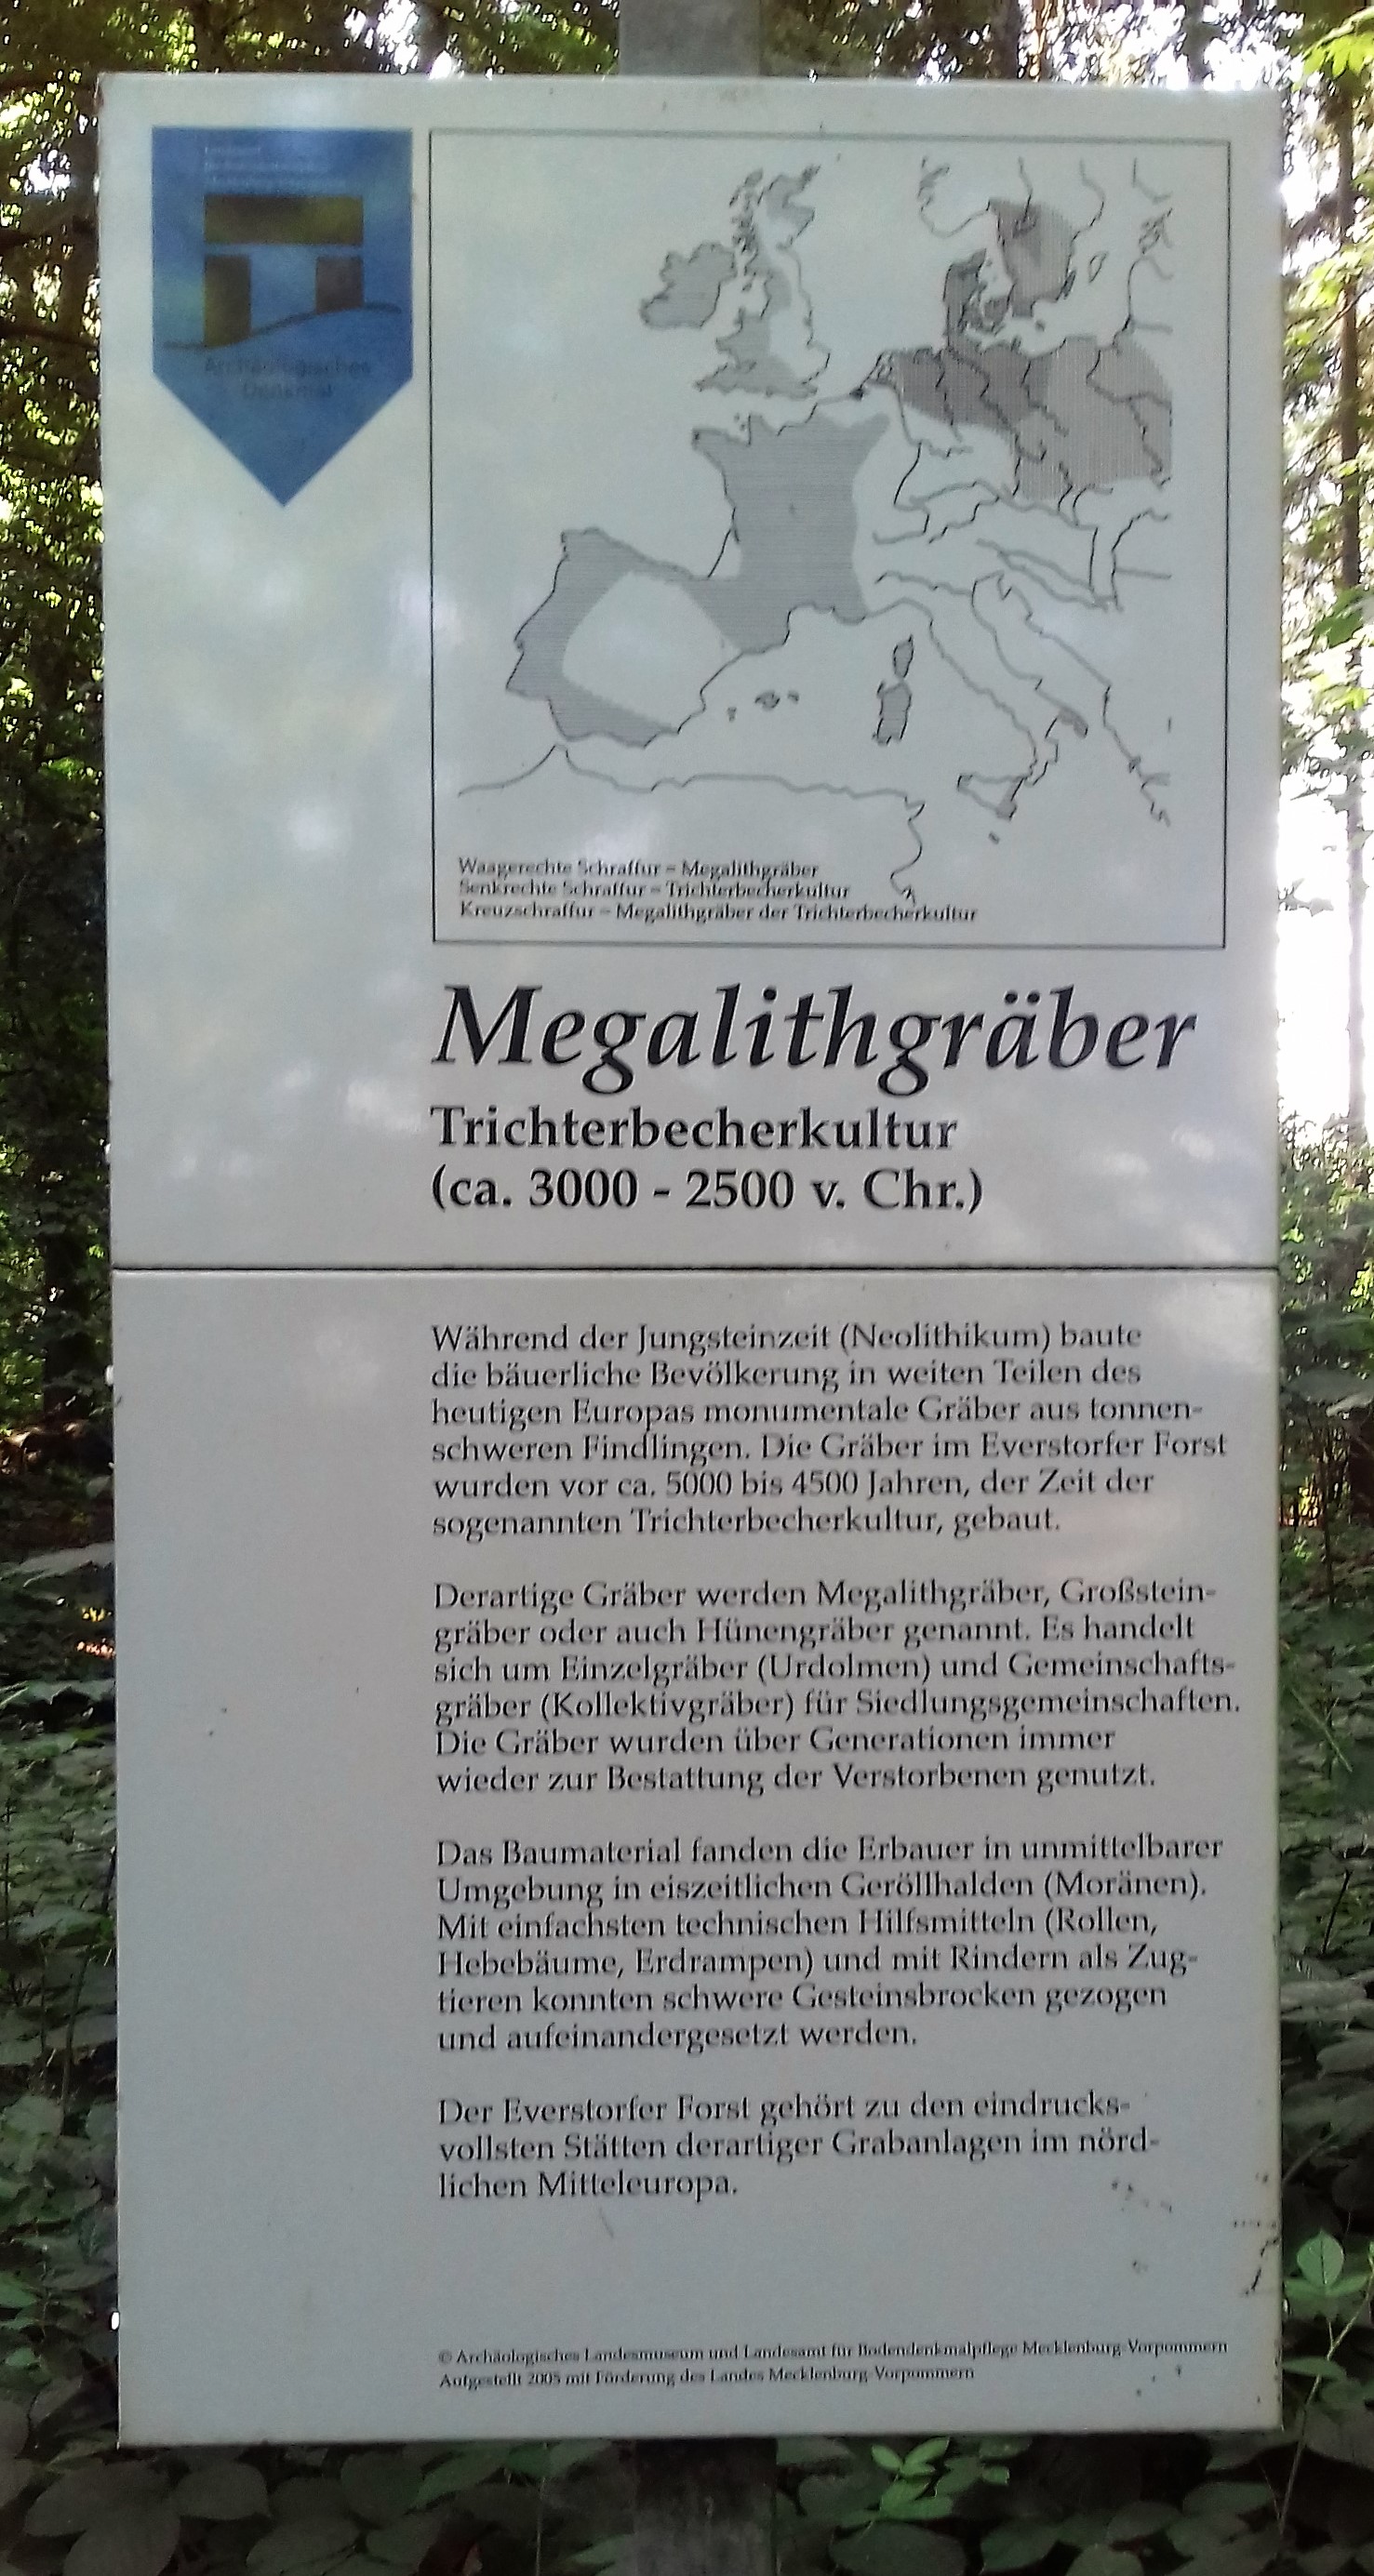 Archäologisches
Denkmal
Waagerechte Schraffur – Megalithgräber
Senkrechte Schraffur – Trichterbecherkultur
Kreuzschraffur – Megalithgräber der Trichterbecherkultur
Megalithgräber
Trichterbecherkultur
(ca. 3000 - 2500 v. Chr.)
Während der Jungsteinzeit (Neolithikum) baute
die bäuerliche Bevölkerung in weiten Teilen des
heutigen Europas monumentale Gräber aus tonnen-
schweren Findlingen. Die Gräber im Everstorfer Forst
wurden vor ca. 5000 bis 4500 Jahren, der Zeit der
sogenannten Trichterbecherkultur, gebaut.
Derartige Gräber werden Megalithgräber, Großstein-
gräber oder auch Hünengräber genannt. Es handelt
sich um Einzelgräber (Urdolmen) und Gemeinschafts-
gräber (Kollektivgräber) für Siedlungsgemeinschaften.
Die Gräber wurden über Generationen immer
wieder zur Bestattung der Verstorbenen genutzt.
Das Baumaterial fanden die Erbauer in unmittelbarer
Umgebung in eiszeitlichen Geröllhalden (Moränen).
Mit einfachsten technischen Hilfsmitteln (Rollen,
Hebebäume, Erdrampen) und mit Rindern als Zug-
tieren konnten schwere Gesteinsbrocken gezogen
und aufeinandergesetzt werden.
Der Everstorfer Forst gehört zu den eindrucks-
vollsten Stätten derartiger Grabanlagen im nörd-
lichen Mitteleuropa.
© Archäologisches Landesmuseum und Landesamt für Bodendenkmalpflege Mecklenburg-Vorpommern
Aufgestellt 2005 mit Förderung des Landes Mecklenburg-Vorpommern